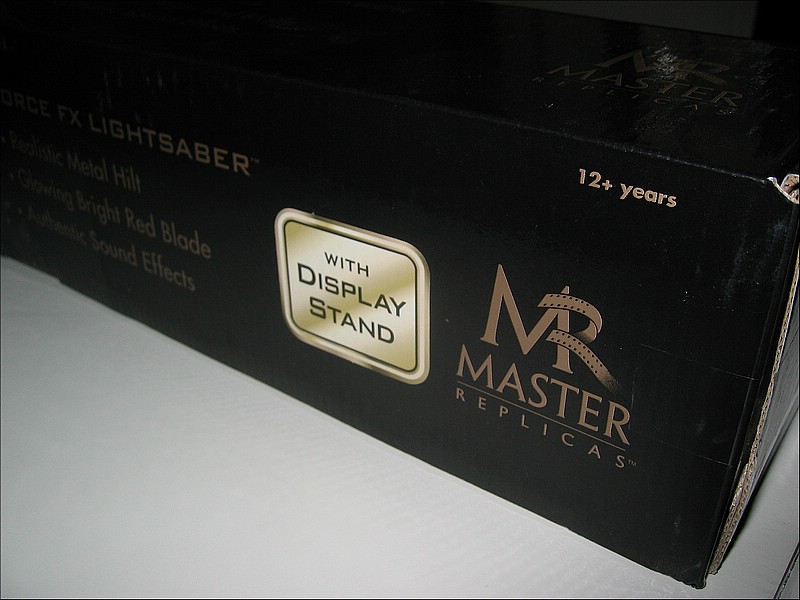 ORCE FX LIGHTSABER™
• Realistic Metal Hilt
• Glowing Bright Red Blade
• Authentic Sound Effects
WITH
DISPLAY
STAND
12+ years
MR
MASTER
REPLICAS™
MR
MASTER
REPLICAS